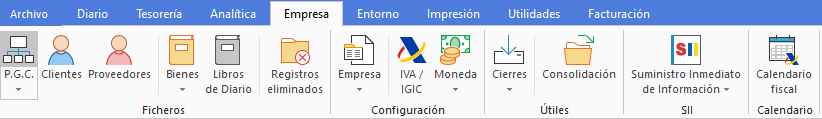 Archivo Diario Tesorería Analítica Empresa Entorno Impresión Utilidades Facturación
P.G.C. Clientes Proveedores Bienes Libros de Diario Registros eliminados
Ficheros
Empresa IVA / IGIC Moneda
Configuración
Cierres Consolidación
Útiles
SII
Suministro Inmediato de Información
SII
Calendario fiscal
Calendario